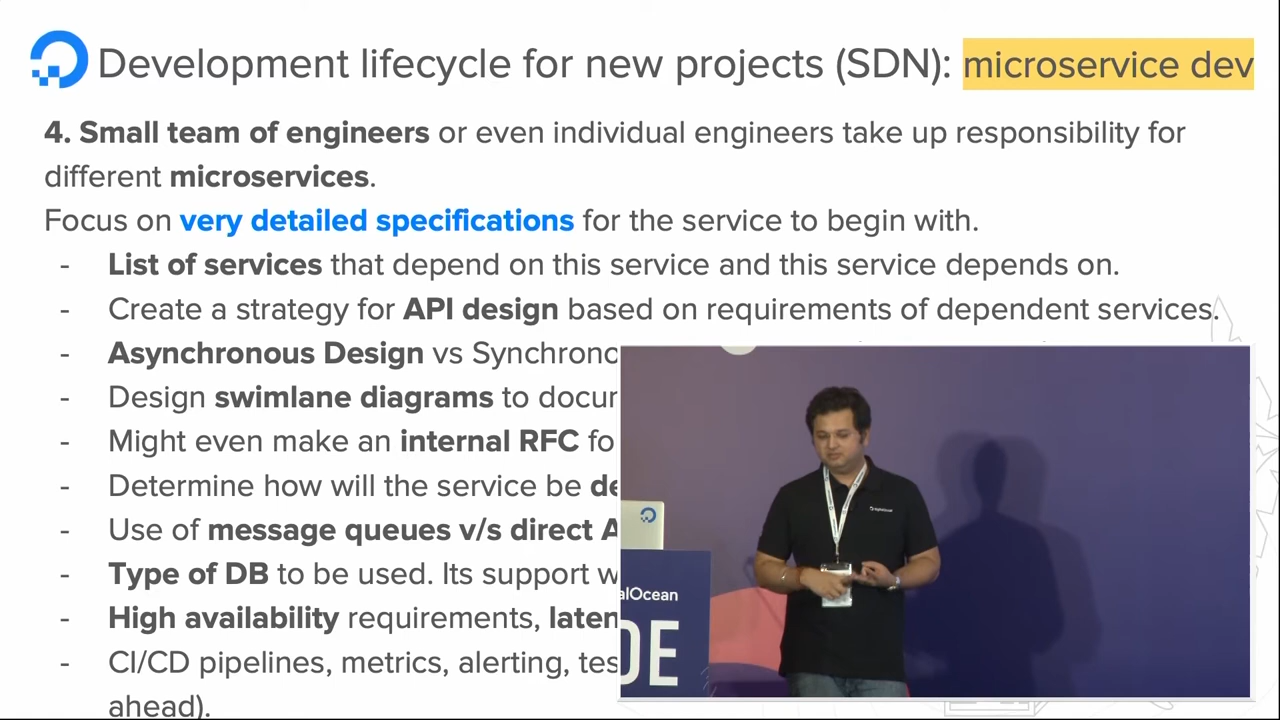 Development lifecycle for new projects (SDN): microservice dev
4. Small team of engineers or even individual engineers take up responsibility for
different microservices.
Focus on very detailed specifications for the service to begin with.
- List of services that depend on this service and this service depends on.
- Create a strategy for API design based on requirements of dependent services.
- Asynchronous Design vs Synchrono
- Design swimlane diagrams to docu
- Might even make an internal RFC fo
- Determine how will the service be de
- Use of message queues v/s direct A
- Type of DB to be used. Its support w
- High availability requirements, laten
- CI/CD pipelines, metrics, alerting, tes
ahead).
alOcean
DE
DigitalOcean